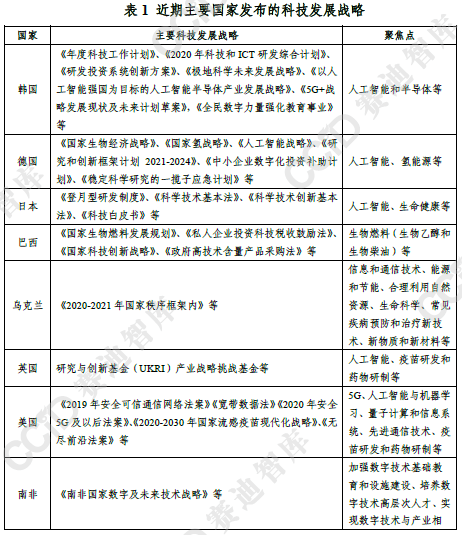 表 1 近期主要国家发布的科技发展战略
国家 主要科技发展战略 聚焦点
韩国
《年度科技工作计划》、《2020 年科技和 ICT 研发综合计划》、
《研发投资系统创新方案》、《极地科学未来发展战略》、《以人
工智能强国为目标的人工智能半导体产业发展战略》、《5G+战
略发展现状及未来计划草案》、《全民数字力量强化教育事业》
等
人工智能和半导体等
德国
《国家生物经济战略》、《国家氢战略》、《人工智能战略》、《研
究和创新框架计划 2021-2024》、《中小企业数字化投资补助计
划》、《稳定科学研究的一揽子应急计划》等
人工智能、氢能源等
日本
《登月型研发制度》、《科学技术基本法》、《科学技术创新基本
法》、《科技白皮书》等
人工智能、生命健康等
巴西
《国家生物燃料发展规划》、《私人企业投资科技税收鼓励法》、
《国家科技创新战略》、《政府高技术含量产品采购法》等
生物燃料（生物乙醇和
生物柴油）等
乌克兰
《2020-2021 年国家秩序框架内》等
信息和通信技术、能源
和节能、合理利用自然
资源、生命科学、常见
疾病预防和治疗新技
术、新物质和新材料等
英国
研究与创新基金（UKRI）产业战略挑战基金等
人工智能、疫苗研发和
药物研制等
美国
《2019 年安全可信通信网络法案》《宽带数据法》《2020 年安全
5G 及以后法案》、《2020-2030 年国家流感疫苗现代化战略》、《无
尽前沿法案》等
5G、人工智能与机器学
习、量子计算和信息系
统、先进通信技术、疫
苗研发和药物研制等
南非
《南非国家数字及未来技术战略》等
加强数字技术基础教
育和设施建设、培养数
字技术高层次人才、实
现数字技术与产业相
CCID 赛迪智库